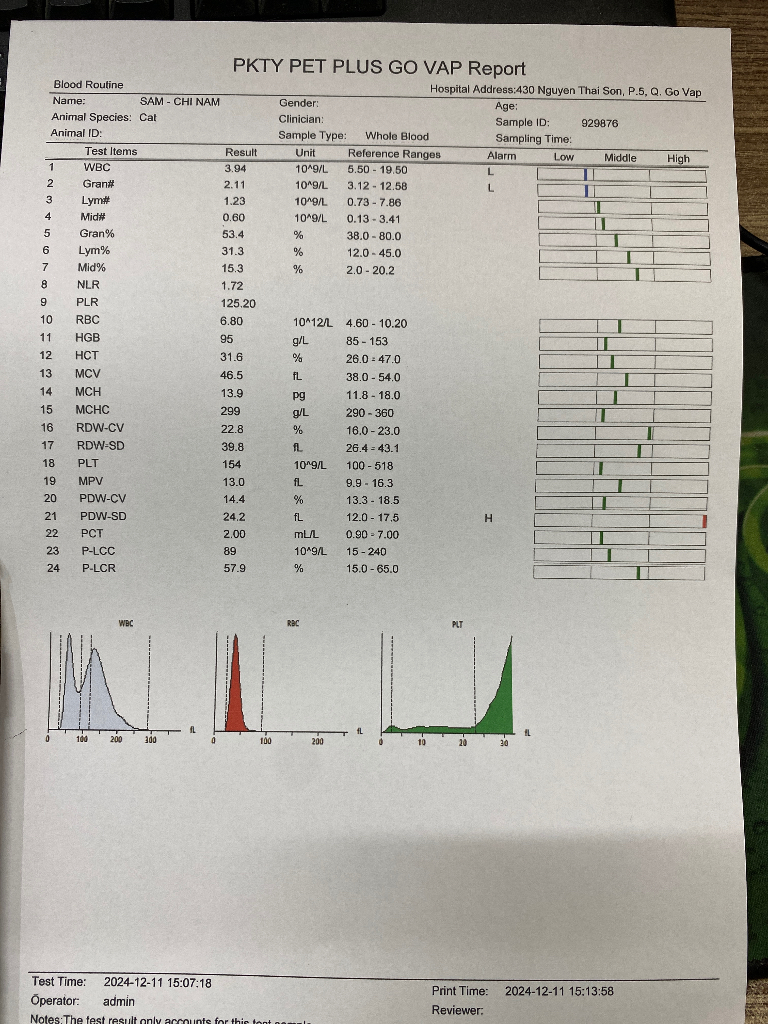 PKTY PET PLUS GO VAP Report
Blood Routine Hospital Address:430 Nguyen Thai Son, P.5, Q. Go Vap
Name: SAM - CHI NAM Gender: Age:
Animal Species: Cat Clinician: Sample ID: 929876
Animal ID: Sample Type: Whole Blood Sampling Time:
Test Items Result Unit Reference Ranges Alarm Low Middle High
1 WBC 3.94 10^9/L 5.50 - 19.50 L
2 Gran# 2.11 10^9/L 3.12 - 12.58 L
3 Lym# 1.23 10^9/L 0.73 - 7.86
4 Mid# 0.60 10^9/L 0.13 - 3.41
5 Gran% 53.4 % 38.0 - 80.0
6 Lym% 31.3 % 12.0 - 45.0
7 Mid% 15.3 % 2.0 - 20.2
8 NLR 1.72
9 PLR 125.20
10 RBC 6.80 10^12/L 4.60 - 10.20
11 HGB 95 g/L 85 - 153
12 HCT 31.6 % 26.0 - 47.0
13 MCV 46.5 fL 38.0 - 54.0
14 MCH 13.9 pg 11.8 - 18.0
15 MCHC 299 g/L 290 - 360
16 RDW-CV 22.8 % 16.0 - 23.0
17 RDW-SD 39.8 fL 26.4 - 43.1
18 PLT 154 10^9/L 100 - 518
19 MPV 13.0 fL 9.9 - 16.3
20 PDW-CV 14.4 % 13.3 - 18.5
21 PDW-SD 24.2 fL 12.0 - 17.5 H
22 PCT 2.00 mL/L 0.90 - 7.00
23 P-LCC 89 10^9/L 15 - 240
24 P-LCR 57.9 % 15.0 - 65.0
WBC RBC PLT
0 100 200 300 fL 0 100 200 fL 0 10 20 30 fL
Test Time: 2024-12-11 15:07:18 Print Time: 2024-12-11 15:13:58
Operator: admin Reviewer:
Notes:The test result only accounts for this test sample